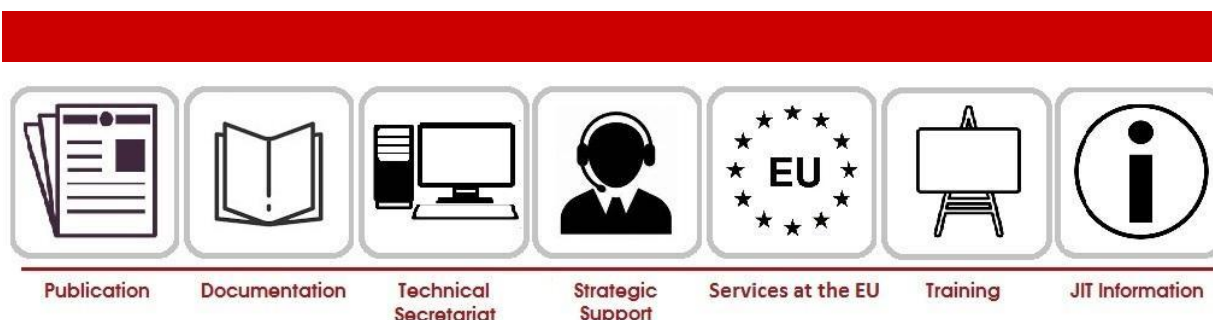 EU
Publication
Documentation
Technical
Secretariat
Strategic
Support
Services at the EU
Training
JIT Information